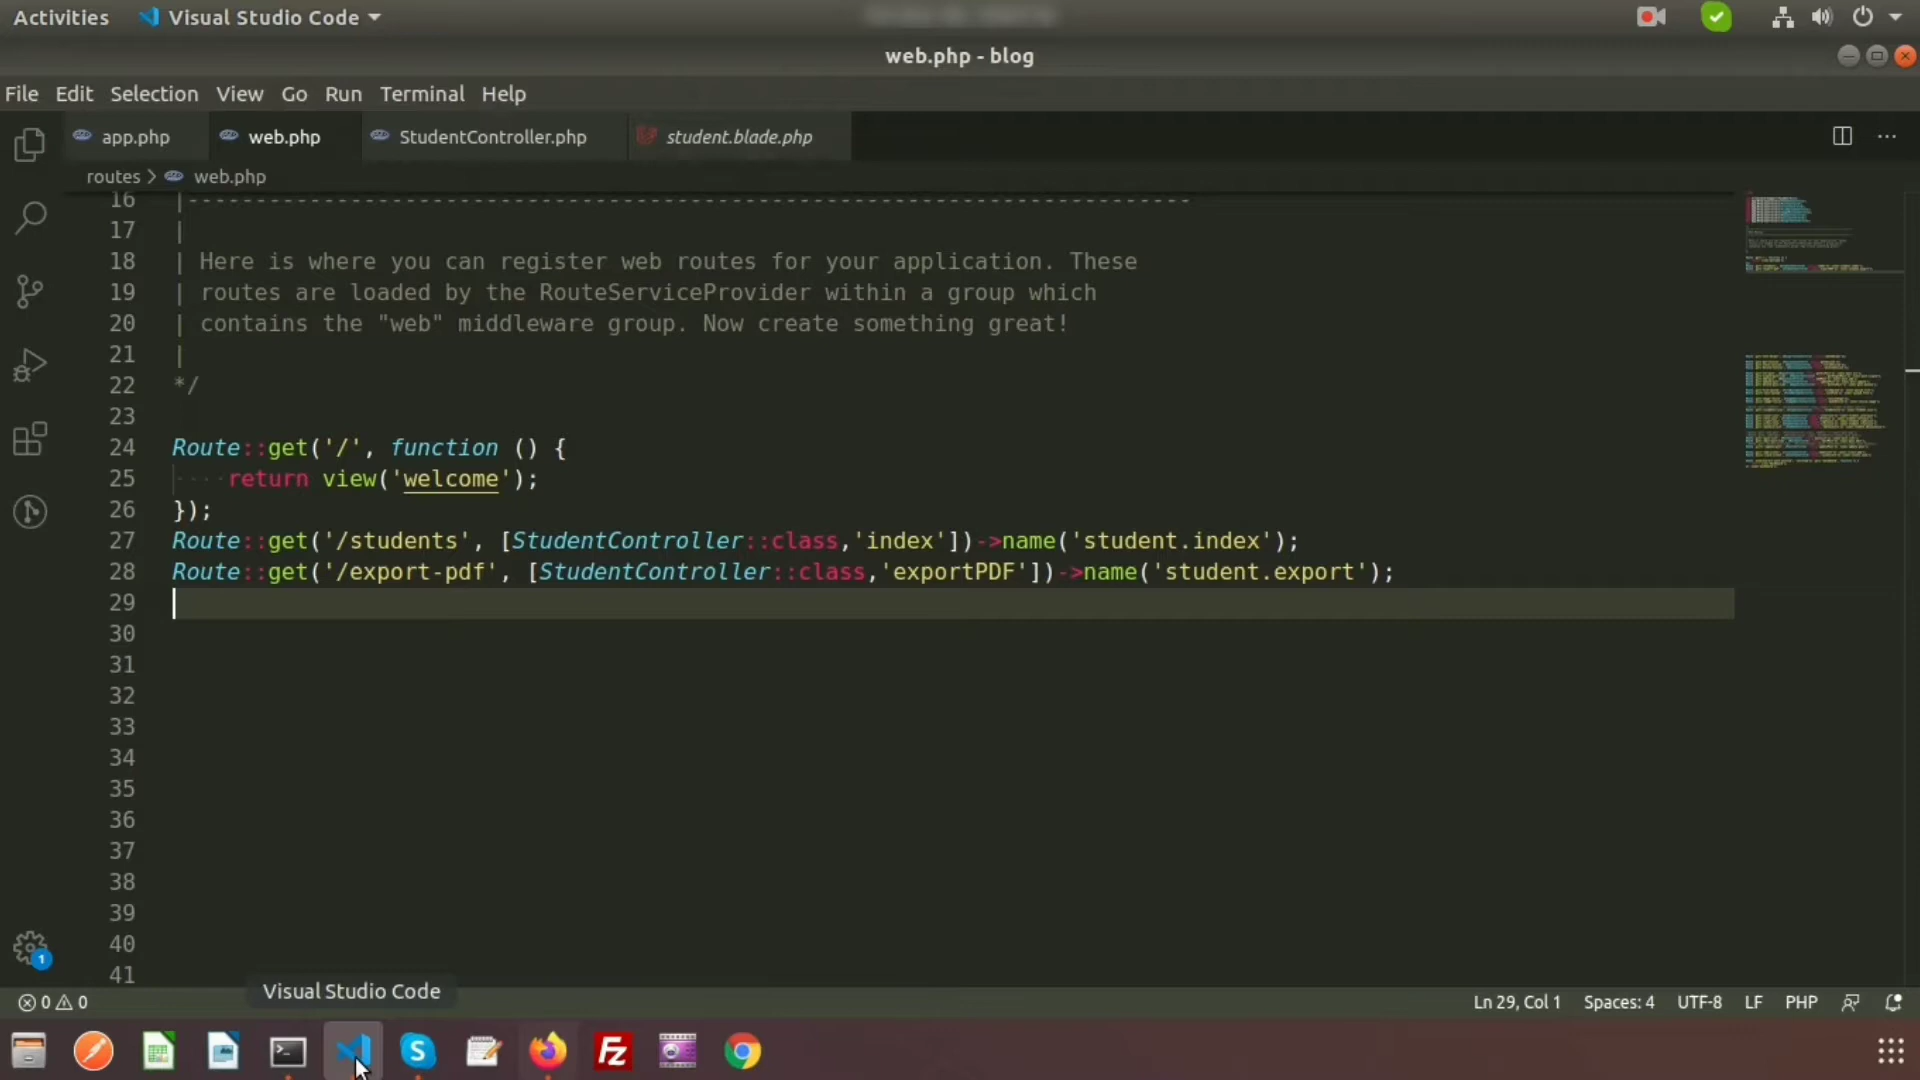 Activities Visual Studio Code
web.php - blog
File Edit Selection View Go Run Terminal Help
app.php web.php StudentController.php student.blade.php
routes > web.php
16 |--------------------------------------------------------------------------
17 |
18 | Here is where you can register web routes for your application. These
19 | routes are loaded by the RouteServiceProvider within a group which
20 | contains the "web" middleware group. Now create something great!
21 |
22 */
23
24 Route::get('/', function () {
25 ····return view('welcome');
26 });
27 Route::get('/students', [StudentController::class,'index'])->name('student.index');
28 Route::get('/export-pdf', [StudentController::class,'exportPDF'])->name('student.export');
29
30
31
32
33
34
35
36
37
38
39
40
41
1
Visual Studio Code
0 0 Ln 29, Col 1 Spaces: 4 UTF-8 LF PHP
S Fz